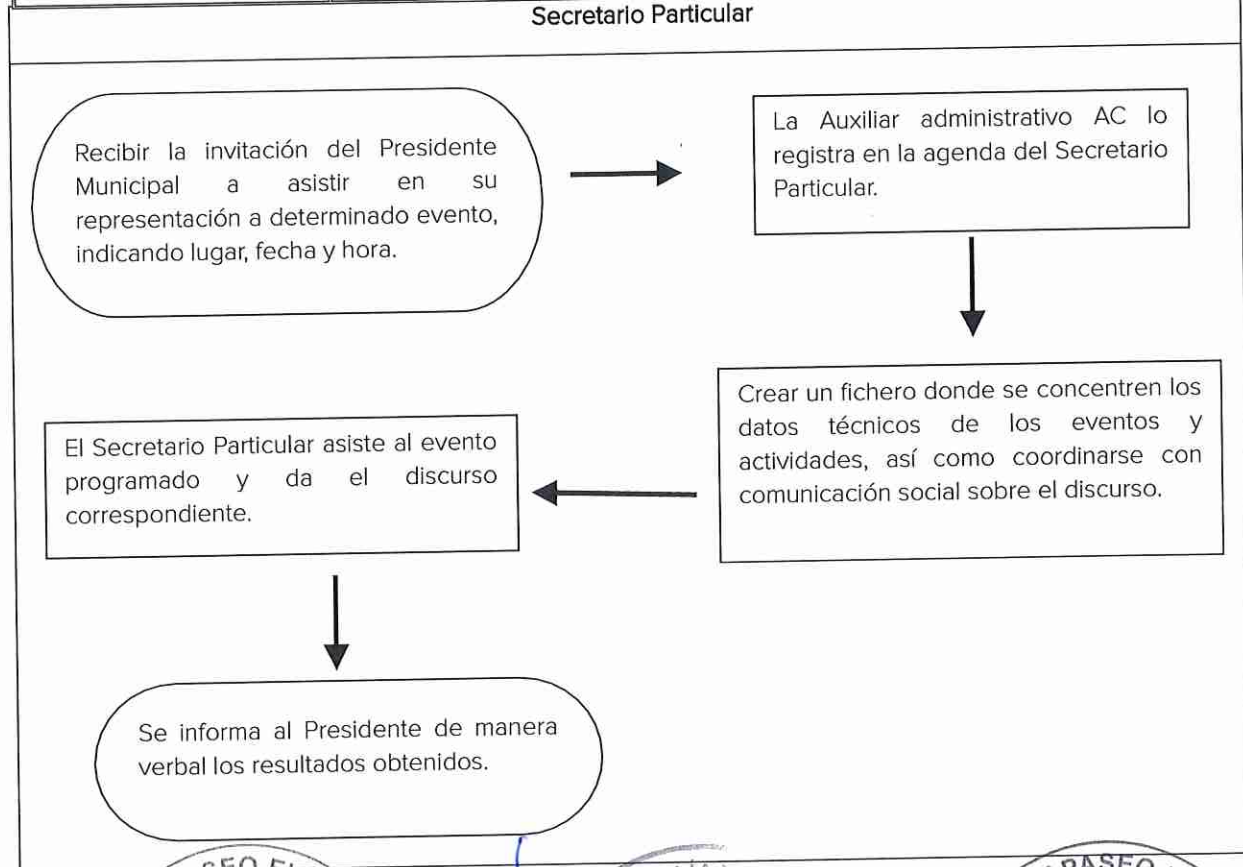 Secretario Particular
Recibir la invitación del Presidente
Municipal a asistir en su
representación a determinado evento,
indicando lugar, fecha y hora.
La Auxiliar administrativo AC lo
registra en la agenda del Secretario
Particular.
Crear un fichero donde se concentren los
datos técnicos de los eventos y
actividades, así como coordinarse con
comunicación social sobre el discurso.
El Secretario Particular asiste al evento
programado y da el discurso
correspondiente.
Se informa al Presidente de manera
verbal los resultados obtenidos.
PASEO